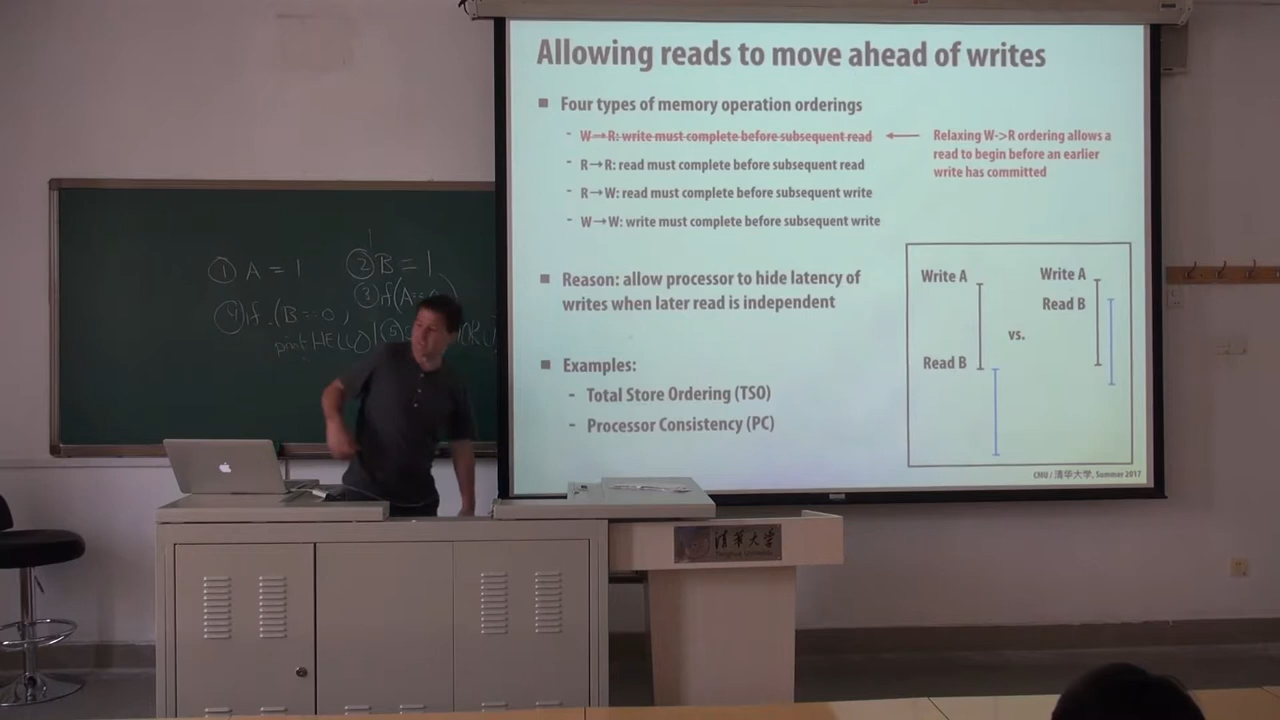 Allowing reads to move ahead of writes
■ Four types of memory operation orderings
- W→R: write must complete before subsequent read
- R→R: read must complete before subsequent read
- R→W: read must complete before subsequent write
- W→W: write must complete before subsequent write
Relaxing W->R ordering allows a
read to begin before an earlier
write has committed
■ Reason: allow processor to hide latency of
writes when later read is independent
■ Examples:
- Total Store Ordering (TSO)
- Processor Consistency (PC)
Write A
Read B
vs.
Write A
Read B
CMU / 清华大学, Summer 2017
① A = 1
④ if (B==0)
print HELLO
② B = 1
③ if (A==
清华大学
Tsinghua University